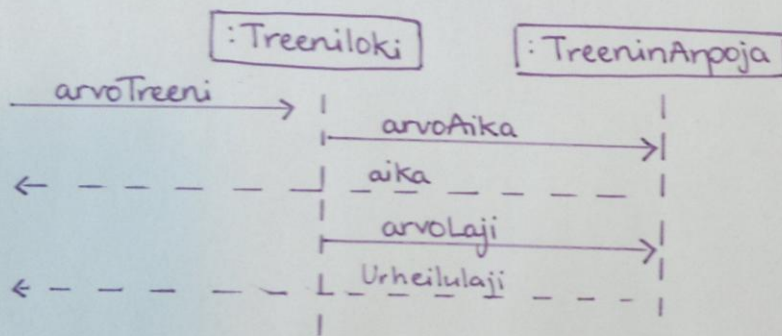 :Treeniloki
:TreeninArpoja
arvoTreeni
arvoAika
aika
arvoLaji
Urheilulaji